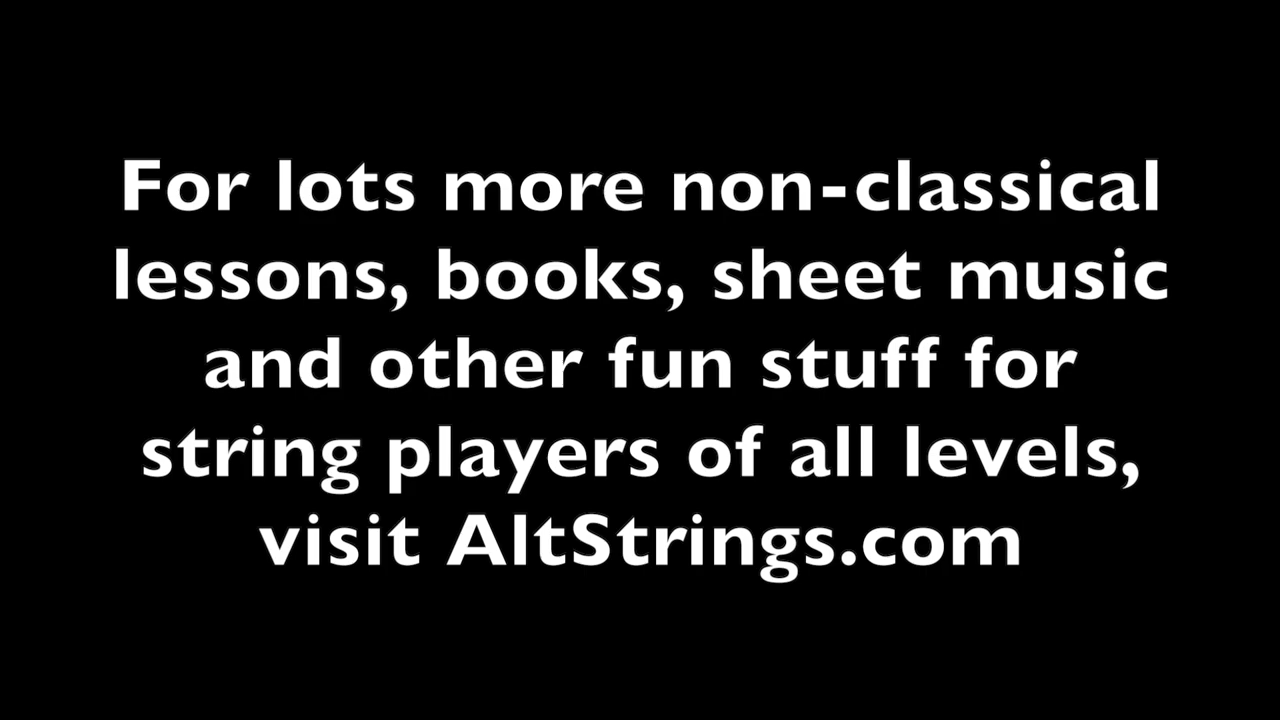 For lots more non-classical
lessons, books, sheet music
and other fun stuff for
string players of all levels,
visit AltStrings.com